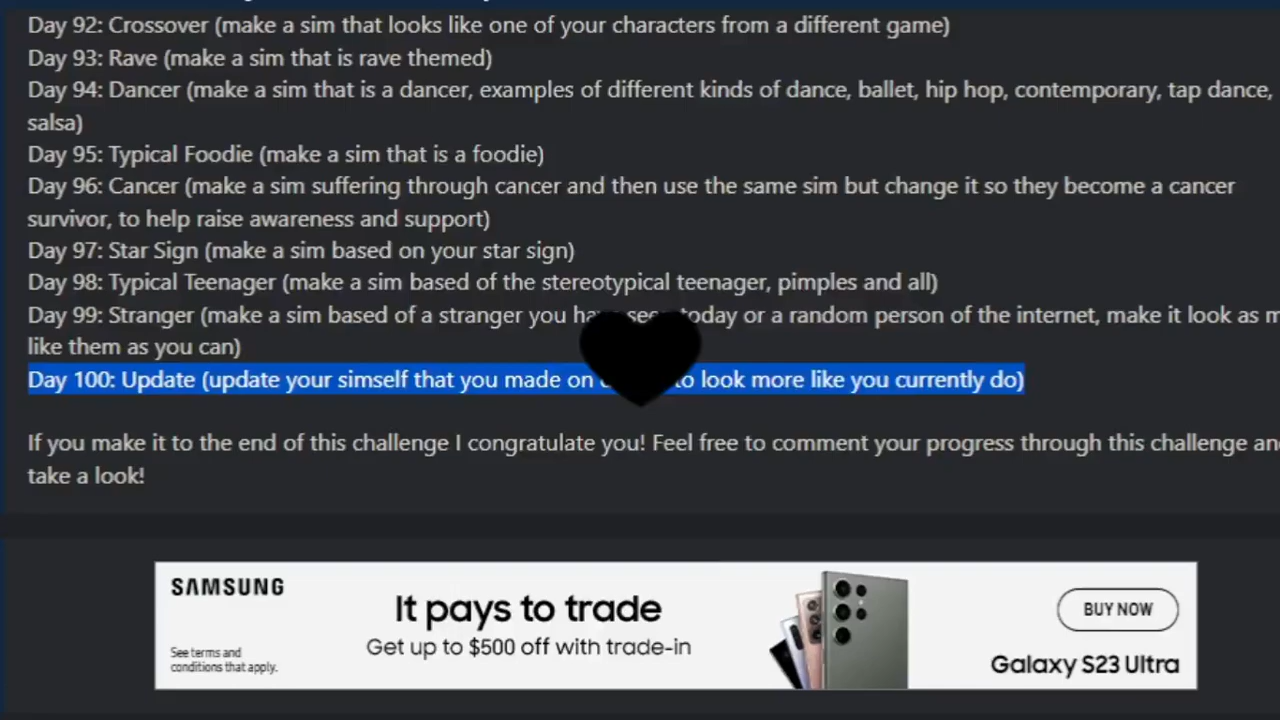 Day 92: Crossover (make a sim that looks like one of your characters from a different game)
Day 93: Rave (make a sim that is rave themed)
Day 94: Dancer (make a sim that is a dancer, examples of different kinds of dance, ballet, hip hop, contemporary, tap dance,
salsa)
Day 95: Typical Foodie (make a sim that is a foodie)
Day 96: Cancer (make a sim suffering through cancer and then use the same sim but change it so they become a cancer
survivor, to help raise awareness and support)
Day 97: Star Sign (make a sim based on your star sign)
Day 98: Typical Teenager (make a sim based of the stereotypical teenager, pimples and all)
Day 99: Stranger (make a sim based of a stranger you today or a random person of the internet, make it look as
like them as you can)
Day 100: Update (update your simself that you made on to look more like you currently do)
If you make it to the end of this challenge I congratulate you! Feel free to comment your progress through this challenge
take a look!
SAMSUNG
It pays to trade
Get up to $500 off with trade-in
See terms and
conditions that apply.
BUY NOW
Galaxy S23 Ultra